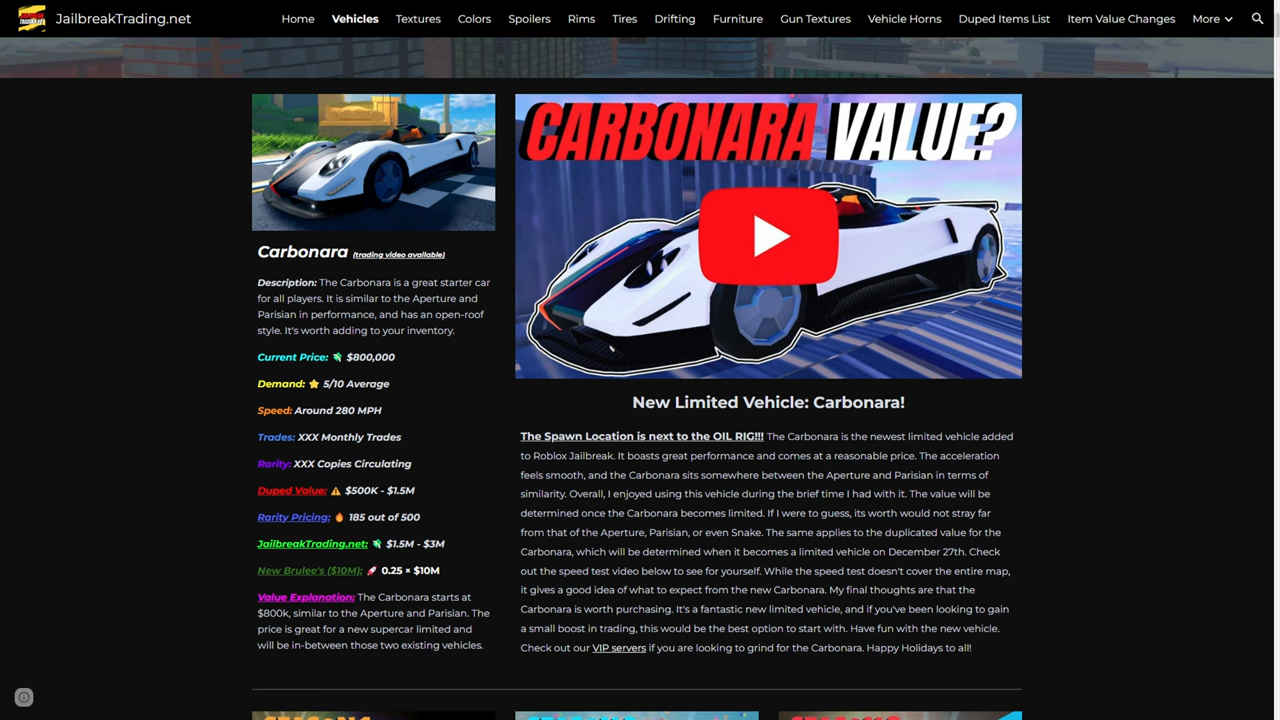 JailbreakTrading.net
Home Vehicles Textures Colors Spoilers Rims Tires Drifting Furniture Gun Textures Vehicle Horns Duped Items List Item Value Changes More
Carbonara (trading video available)
Description: The Carbonara is a great starter car
for all players. It is similar to the Aperture and
Parisian in performance, and has an open-roof
style. It's worth adding to your inventory.
Current Price: 💸 $800,000
Demand: ⭐ 5/10 Average
Speed: Around 280 MPH
Trades: XXX Monthly Trades
Rarity: XXX Copies Circulating
Duped Value: ⚠️ $500K - $1.5M
Rarity Pricing: 🔥 185 out of 500
JailbreakTrading.net: 💸 $1.5M - $3M
New Brulee's ($10M): 🚀 0.25 × $10M
Value Explanation: The Carbonara starts at
$800k, similar to the Aperture and Parisian. The
price is great for a new supercar limited and
will be in-between those two existing vehicles.
CARBONARA VALUE?
New Limited Vehicle: Carbonara!
The Spawn Location is next to the OIL RIG!!! The Carbonara is the newest limited vehicle added
to Roblox Jailbreak. It boasts great performance and comes at a reasonable price. The acceleration
feels smooth, and the Carbonara sits somewhere between the Aperture and Parisian in terms of
similarity. Overall, I enjoyed using this vehicle during the brief time I had with it. The value will be
determined once the Carbonara becomes limited. If I were to guess, its worth would not stray far
from that of the Aperture, Parisian, or even Snake. The same applies to the duplicated value for the
Carbonara, which will be determined when it becomes a limited vehicle on December 27th. Check
out the speed test video below to see for yourself. While the speed test doesn't cover the entire map,
it gives a good idea of what to expect from the new Carbonara. My final thoughts are that the
Carbonara is worth purchasing. It's a fantastic new limited vehicle, and if you've been looking to gain
a small boost in trading, this would be the best option to start with. Have fun with the new vehicle.
Check out our VIP servers if you are looking to grind for the Carbonara. Happy Holidays to all!